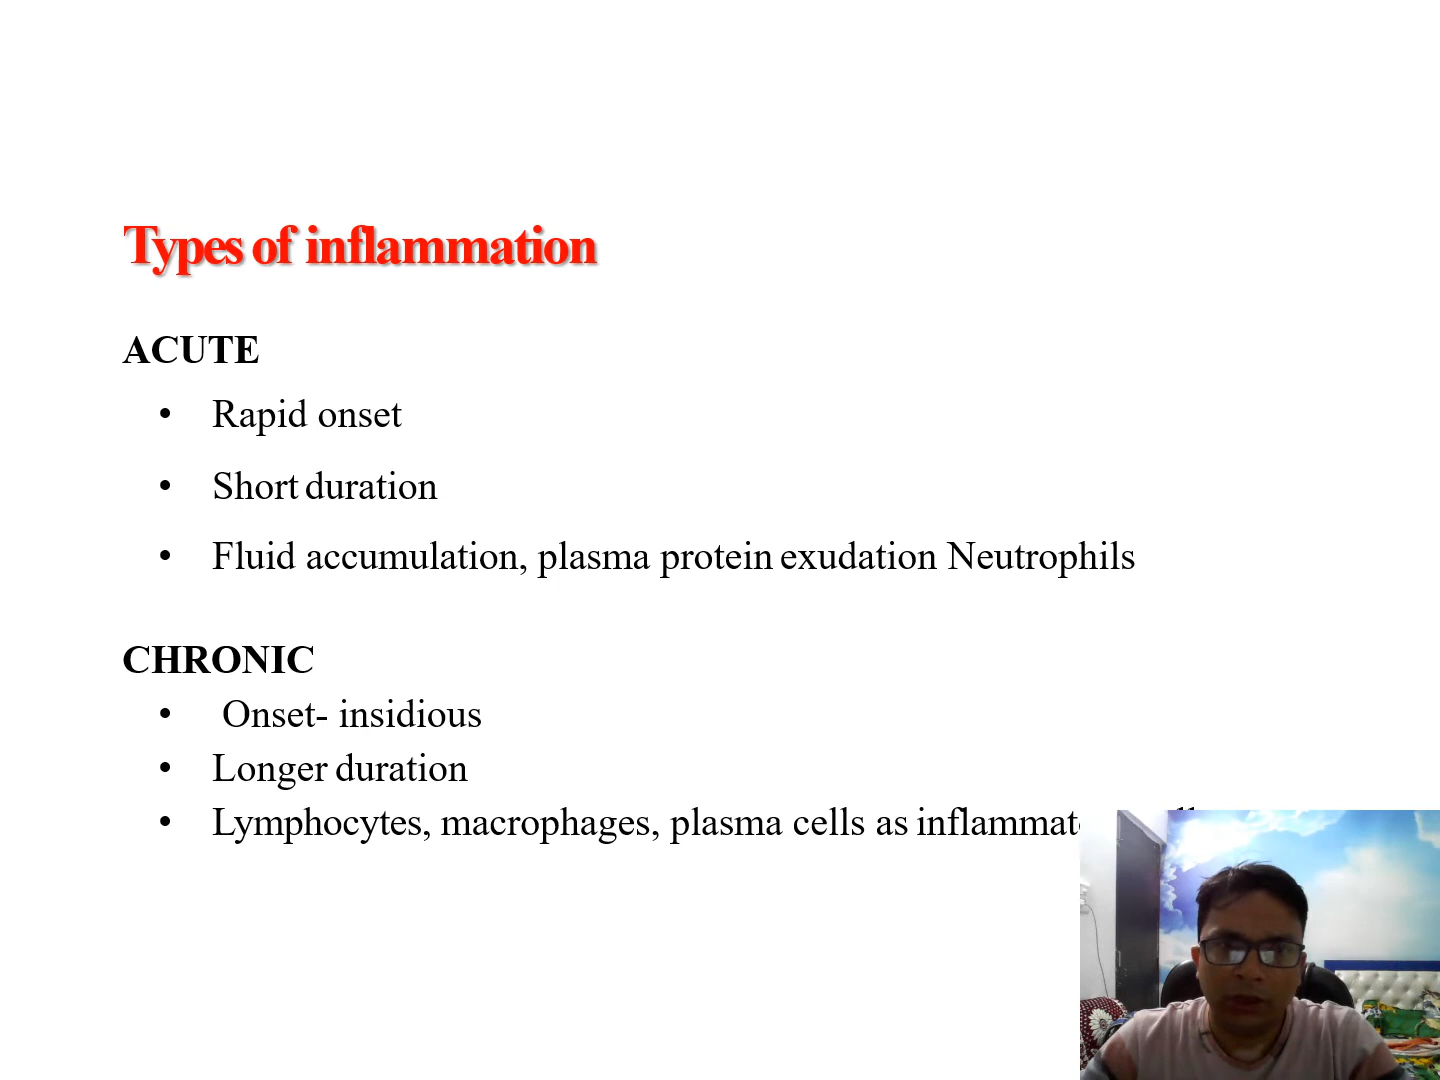 Types of inflammation
ACUTE
• Rapid onset
• Short duration
• Fluid accumulation, plasma protein exudation Neutrophils
CHRONIC
• Onset- insidious
• Longer duration
• Lymphocytes, macrophages, plasma cells as